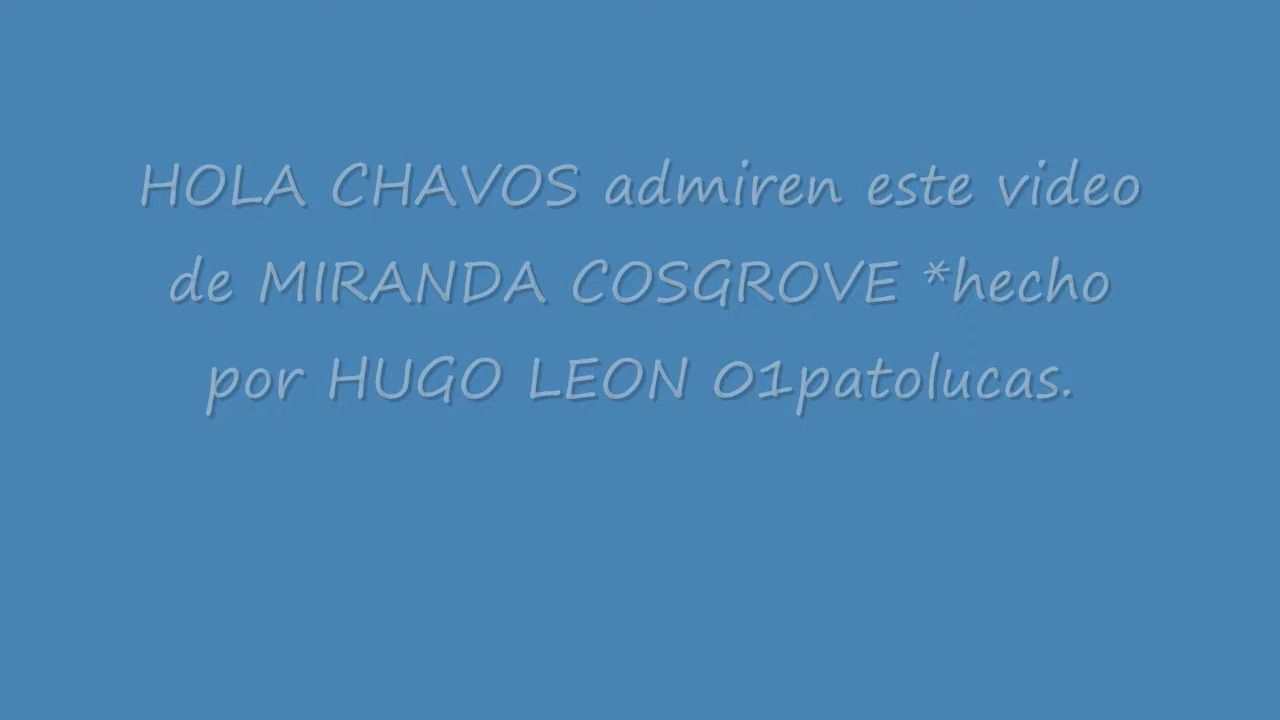 HOLA CHAVOS admiren este video
de MIRANDA COSGROVE *hecho
por HUGO LEON 01patolucas.